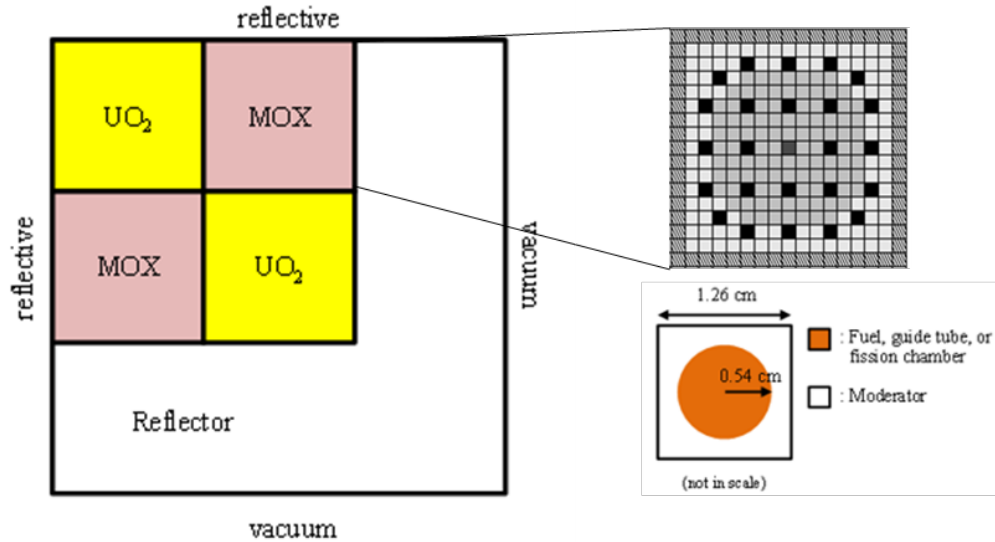 reflective
UO₂
MOX
reflective
MOX
UO₂
vacuum
Reflector
vacuum
1.26 cm
0.54 cm
: Fuel, guide tube, or
fission chamber
: Moderator
(not in scale)